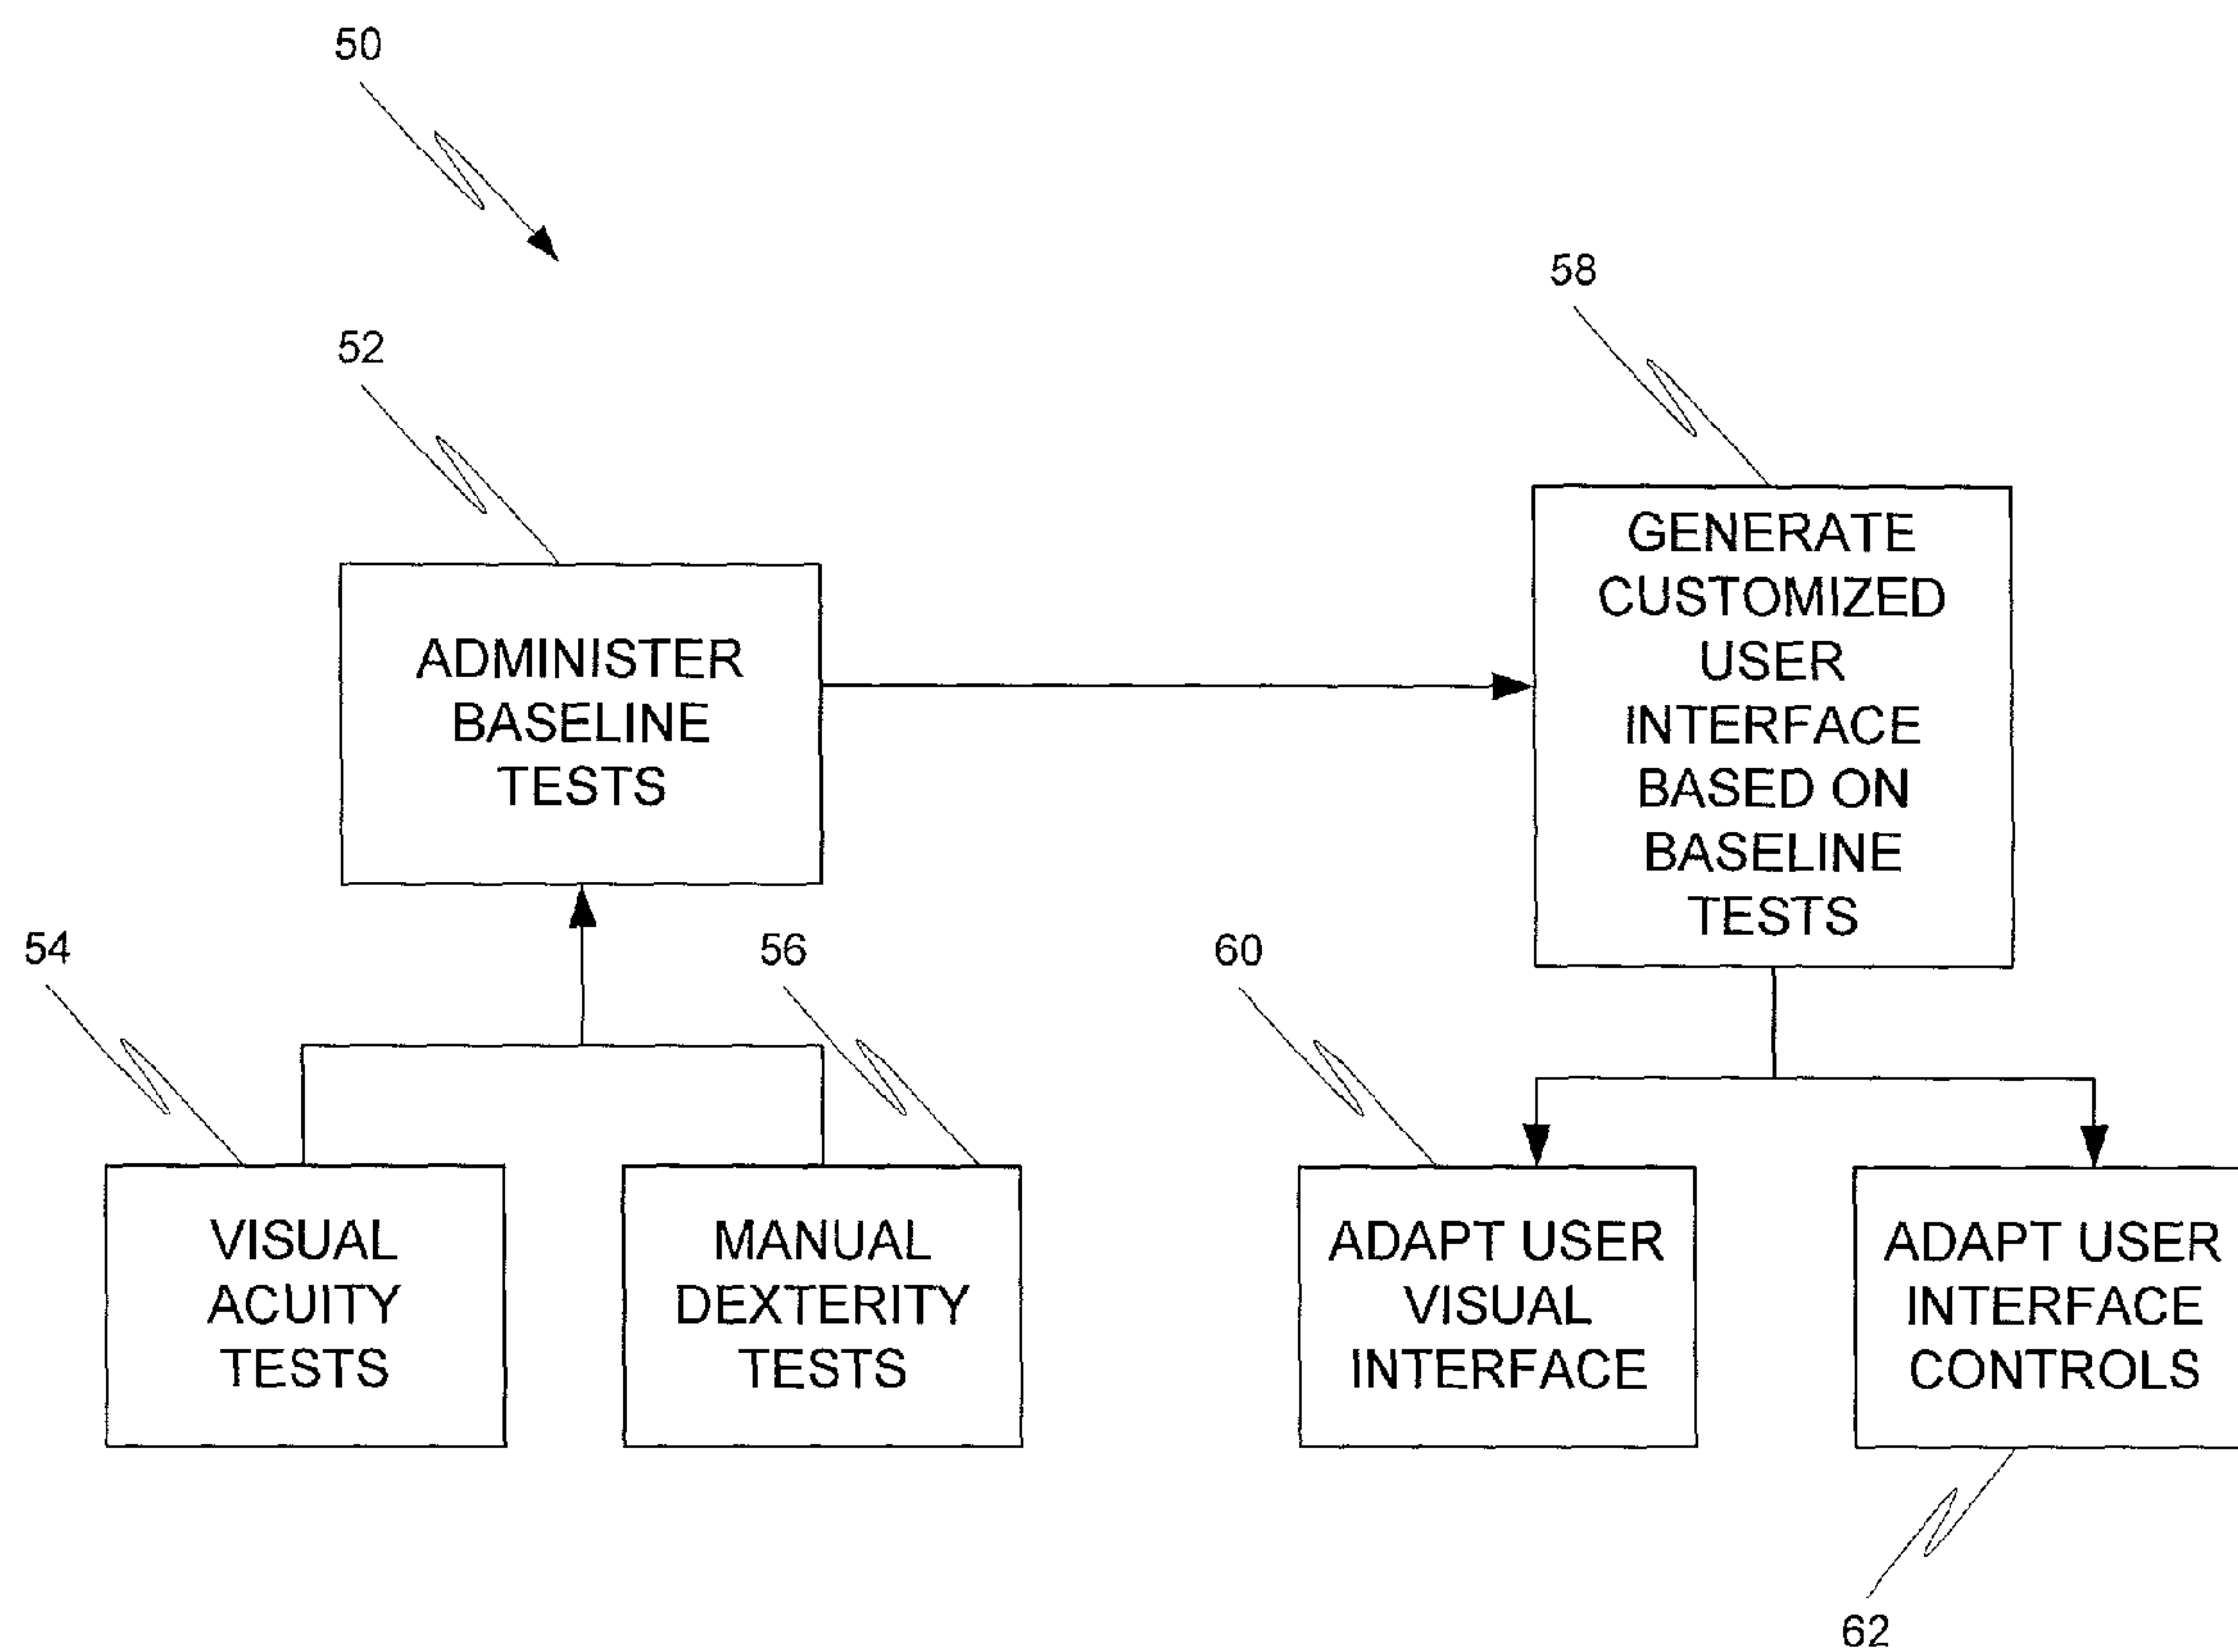 50
58
52
GENERATE
CUSTOMIZED
USER
INTERFACE
BASED ON
BASELINE
TESTS
ADMINISTER
BASELINE
TESTS
54
56
60
VISUAL
ACUITY
TESTS
MANUAL
DEXTERITY
TESTS
ADAPT USER
VISUAL
INTERFACE
ADAPT USER
INTERFACE
CONTROLS
62